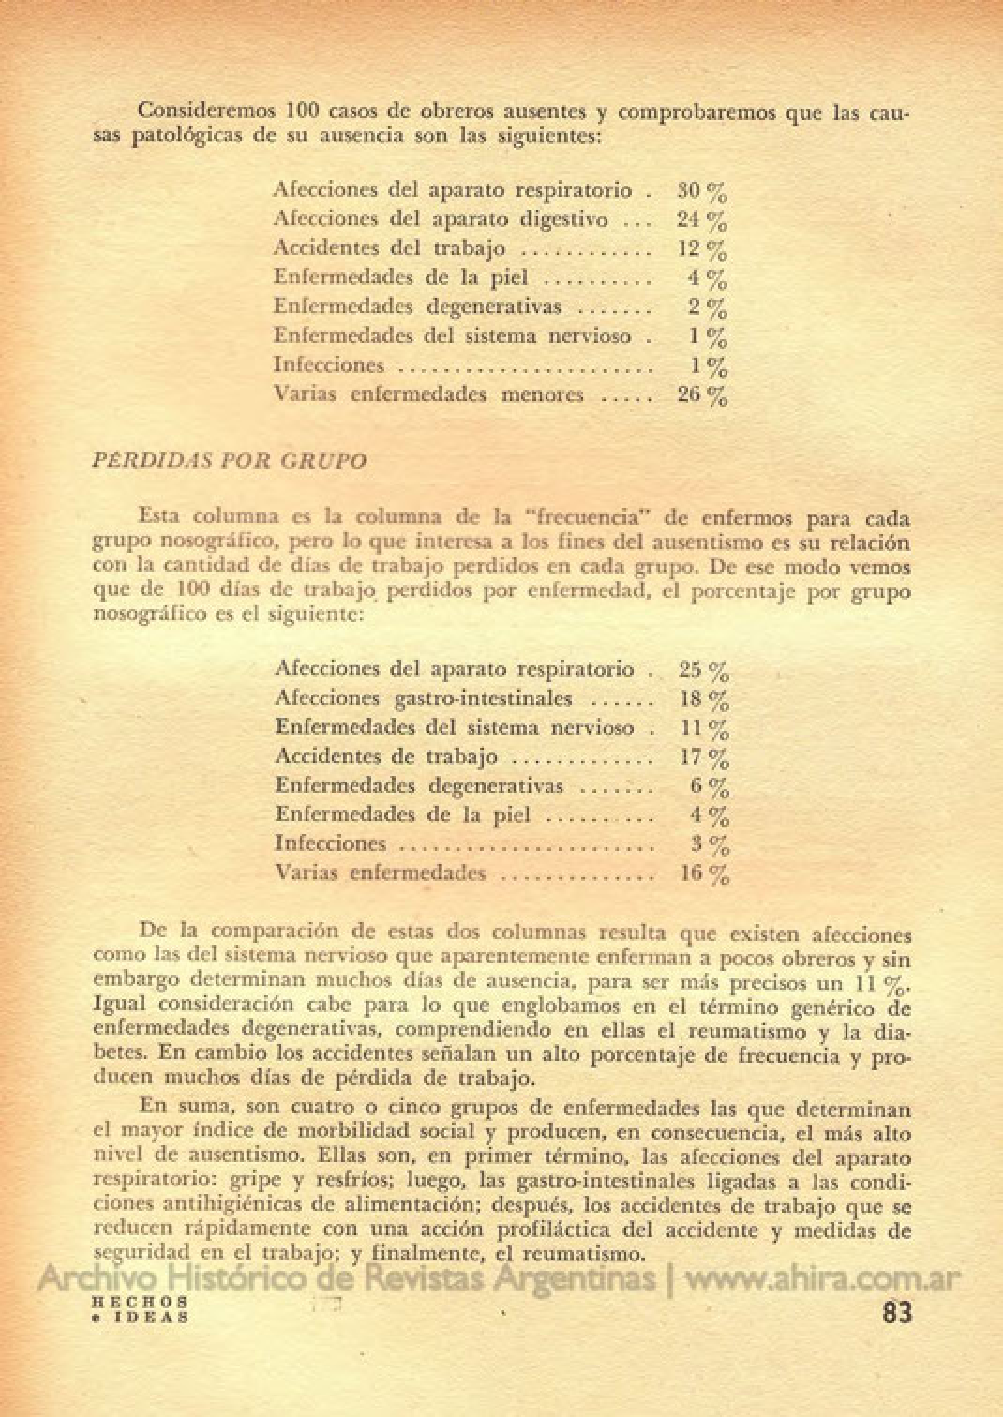 Consideremos 100 casos de obreros ausentes y comprobaremos que las cau-
sas patológicas de su ausencia son las siguientes:
Afecciones del aparato respiratorio . 30 %
Afecciones del aparato digestivo ... 24 %
Accidentes del trabajo ............ 12 %
Enfermedades de la piel .......... 4 %
Enfermedades degenerativas ....... 2 %
Enfermedades del sistema nervioso . 1 %
Infecciones ....................... 1 %
Varias enfermedades menores ..... 26 %
PÉRDIDAS POR GRUPO
Esta columna es la columna de la "frecuencia" de enfermos para cada
grupo nosográfico, pero lo que interesa a los fines del ausentismo es su relación
con la cantidad de días de trabajo perdidos en cada grupo. De ese modo vemos
que de 100 días de trabajo perdidos por enfermedad, el porcentaje por grupo
nosográfico es el siguiente:
Afecciones del aparato respiratorio . 25 %
Afecciones gastro-intestinales ...... 18 %
Enfermedades del sistema nervioso . 11 %
Accidentes de trabajo ............. 17 %
Enfermedades degenerativas ....... 6 %
Enfermedades de la piel .......... 4 %
Infecciones ....................... 3 %
Varias enfermedades .............. 16 %
De la comparación de estas dos columnas resulta que existen afecciones
como las del sistema nervioso que aparentemente enferman a pocos obreros y sin
embargo determinan muchos días de ausencia, para ser más precisos un 11 %.
Igual consideración cabe para lo que englobamos en el término genérico de
enfermedades degenerativas, comprendiendo en ellas el reumatismo y la dia-
betes. En cambio los accidentes señalan un alto porcentaje de frecuencia y pro-
ducen muchos días de pérdida de trabajo.
En suma, son cuatro o cinco grupos de enfermedades las que determinan
el mayor índice de morbilidad social y producen, en consecuencia, el más alto
nivel de ausentismo. Ellas son, en primer término, las afecciones del aparato
respiratorio: gripe y resfríos; luego, las gastro-intestinales ligadas a las condi-
ciones antihigiénicas de alimentación; después, los accidentes de trabajo que se
reducen rápidamente con una acción profiláctica del accidente y medidas de
seguridad en el trabajo; y finalmente, el reumatismo.
Archivo Histórico de Revistas Argentinas | www.ahira.com.ar
HECHOS
e IDEAS
83